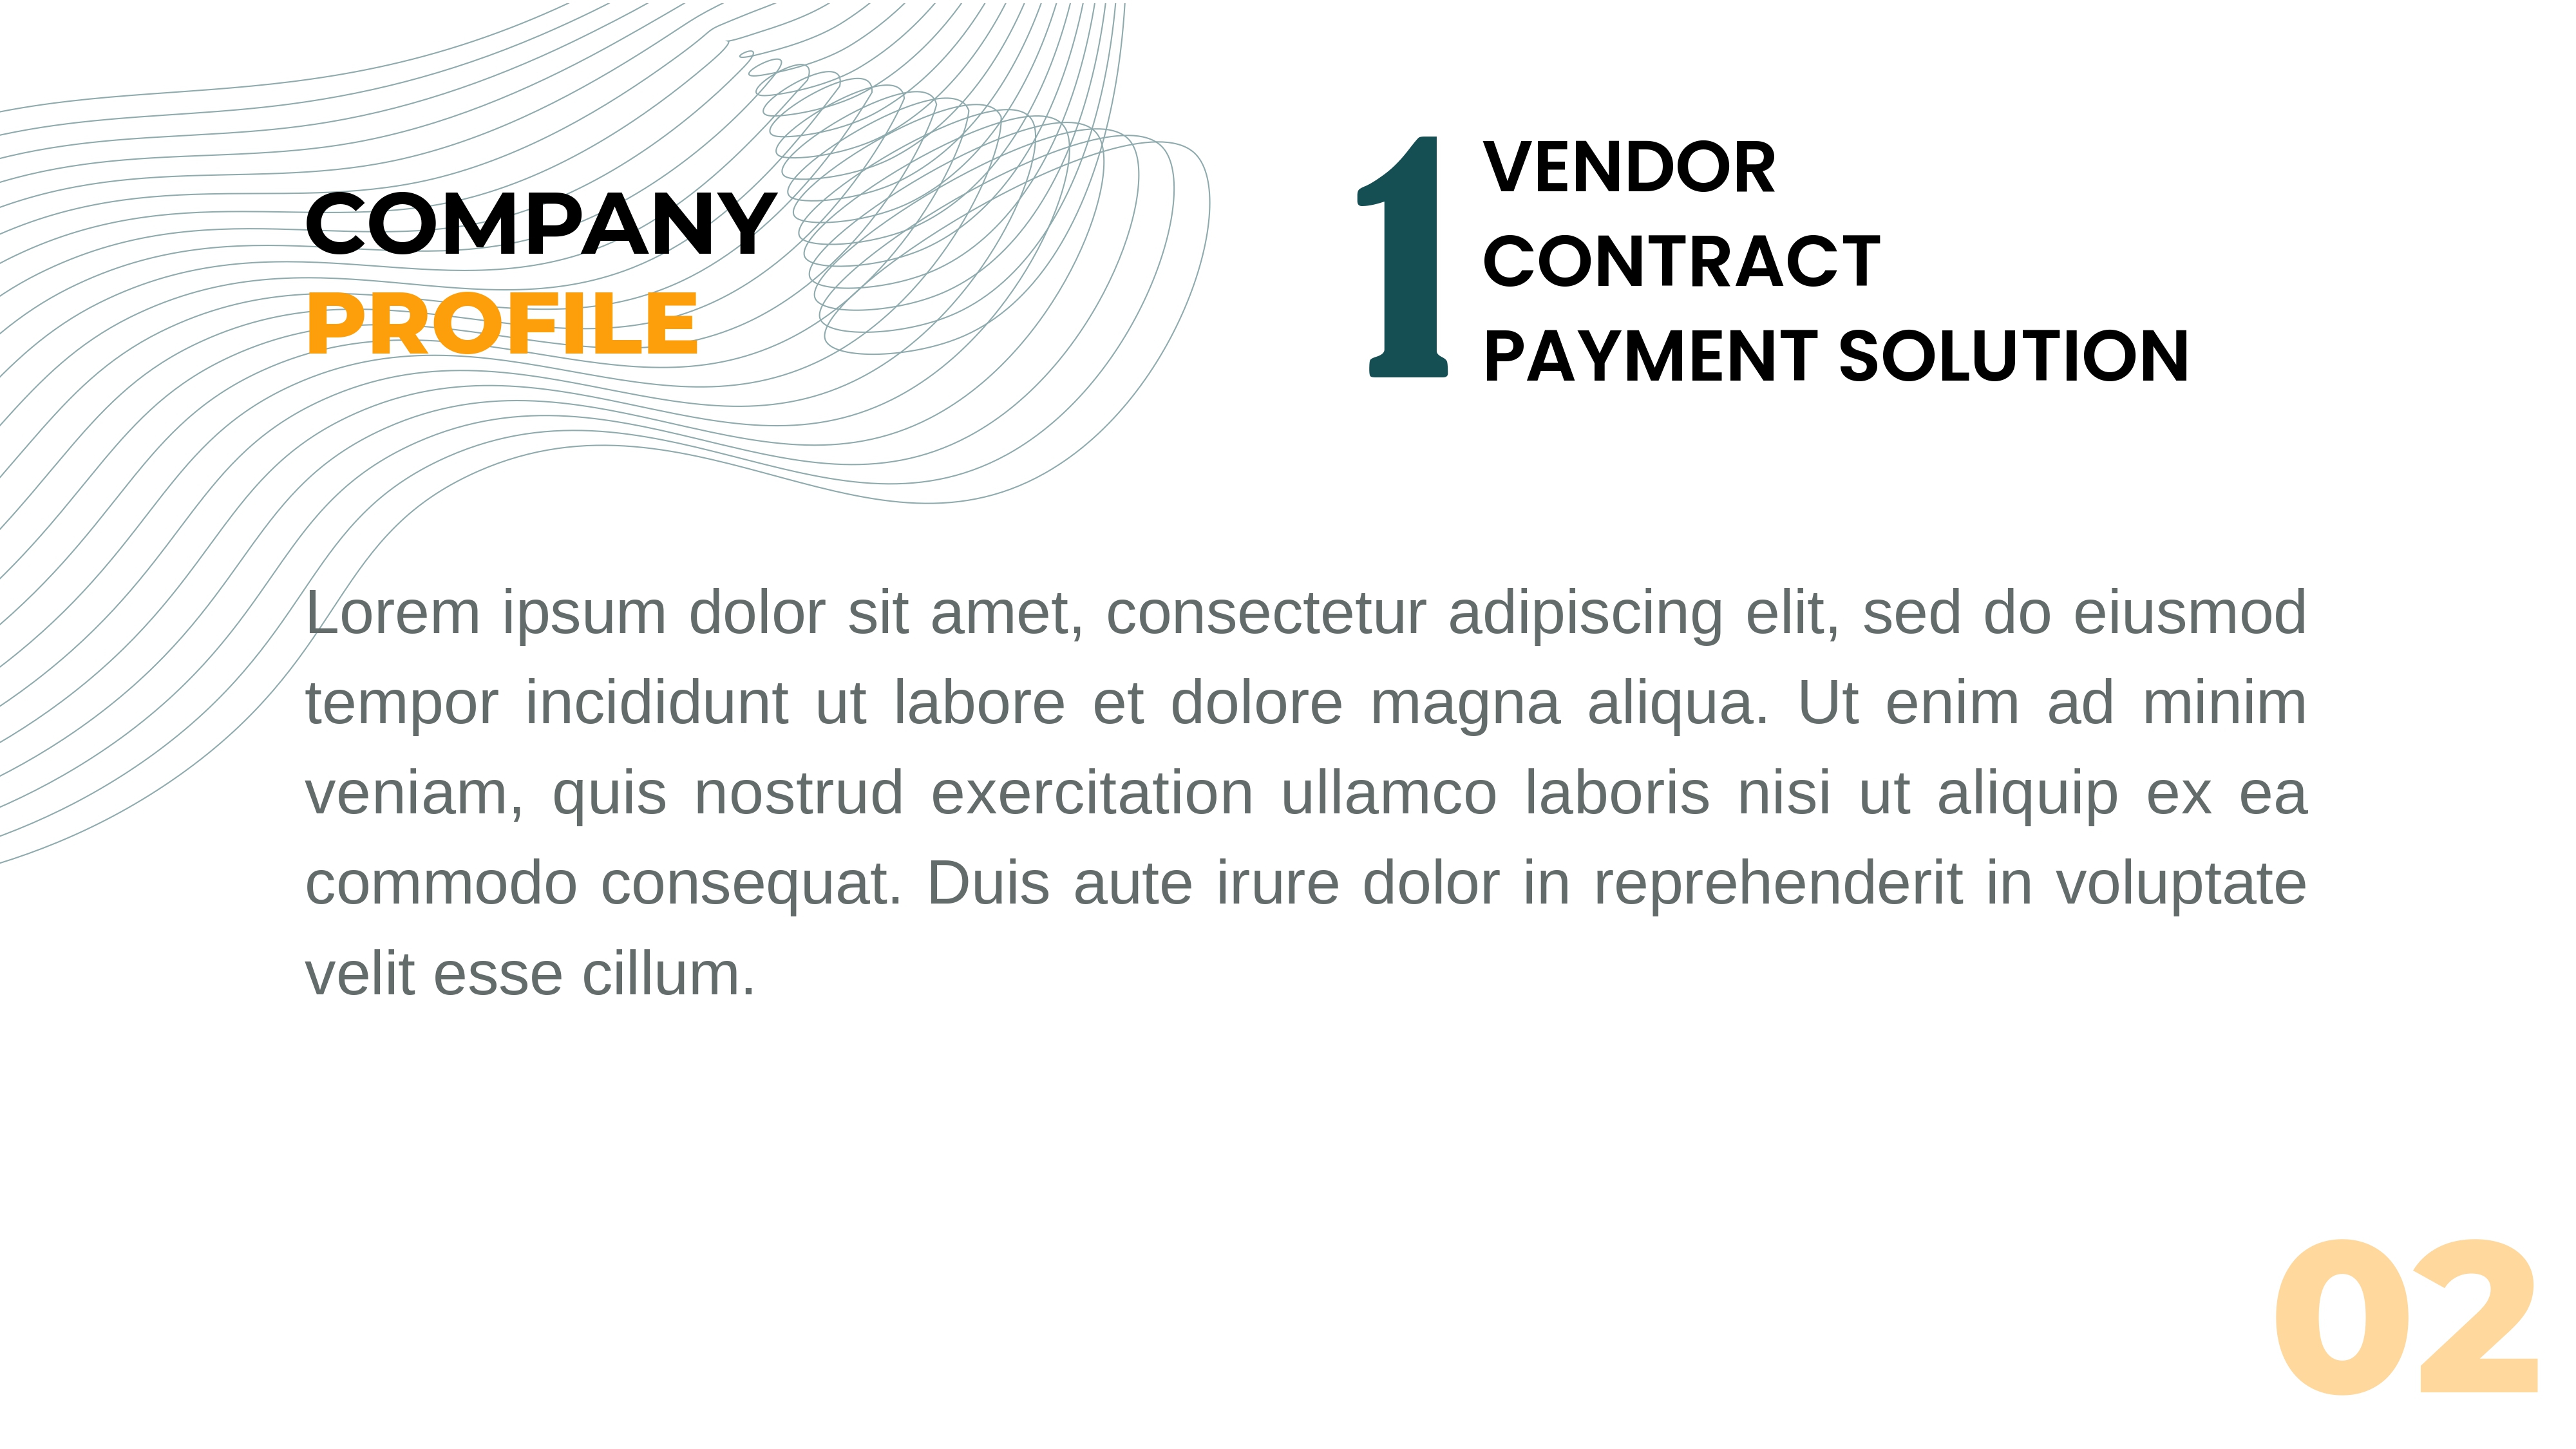 COMPANY
PROFILE
1
VENDOR
CONTRACT
PAYMENT SOLUTION
Lorem ipsum dolor sit amet, consectetur adipiscing elit, sed do eiusmod
tempor incididunt ut labore et dolore magna aliqua. Ut enim ad minim
veniam, quis nostrud exercitation ullamco laboris nisi ut aliquip ex ea
commodo consequat. Duis aute irure dolor in reprehenderit in voluptate
velit esse cillum.
02